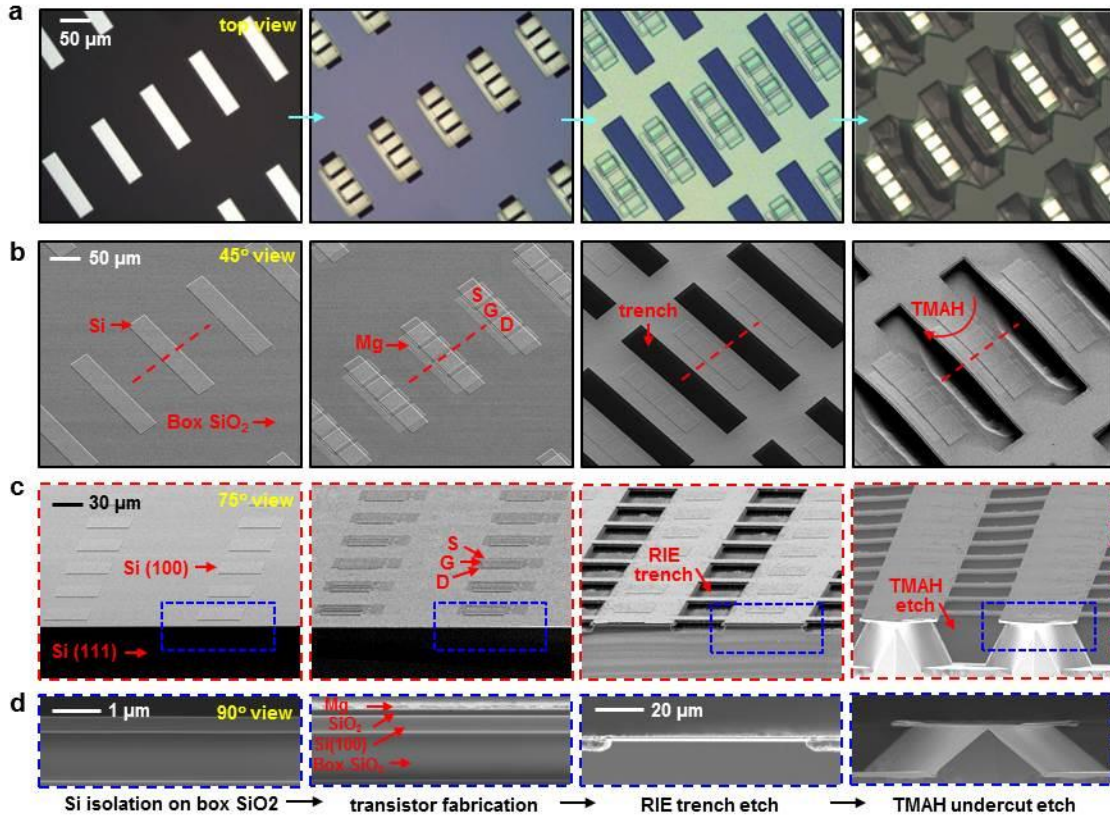 a
50 µm
top view
b
50 µm
45° view
Si
Box SiO₂
S
G
D
Mg
trench
TMAH
c
30 µm
75° view
Si (100)
Si (111)
S
G
D
RIE
trench
TMAH
etch
d
1 µm
90° view
Mg
SiO₂
Si(100)
Box SiO₂
20 µm
Si isolation on box SiO2
transistor fabrication
RIE trench etch
TMAH undercut etch